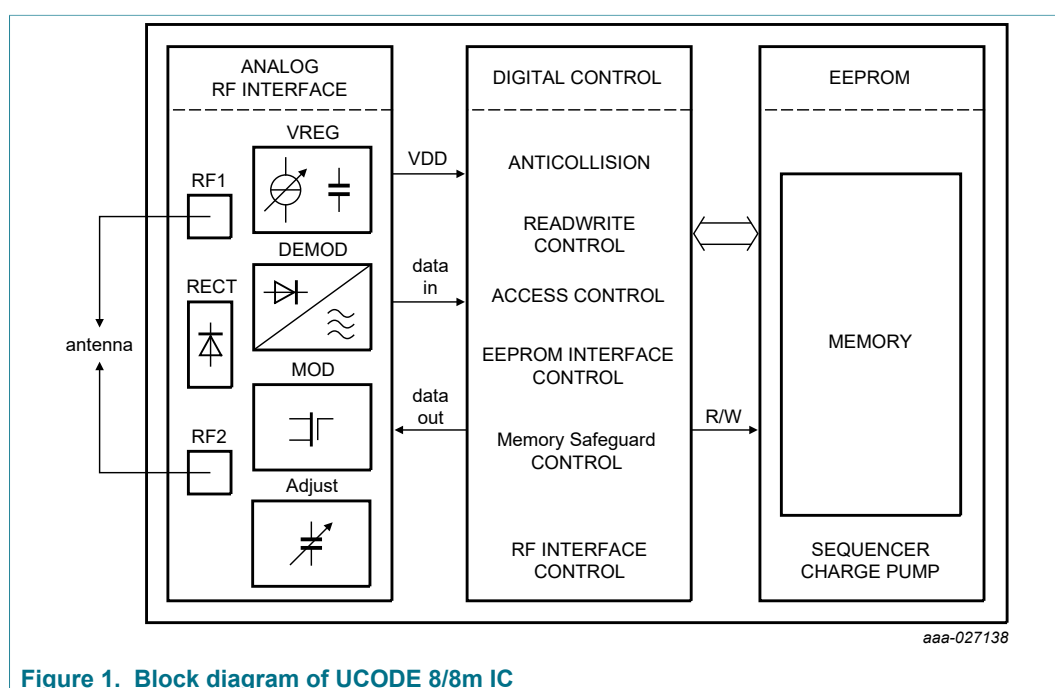 ANALOG
RF INTERFACE
VREG
RF1
DEMOD
RECT
antenna
MOD
RF2
Adjust
VDD
data
in
data
out
DIGITAL CONTROL
ANTICOLLISION
READWRITE
CONTROL
ACCESS CONTROL
EEPROM INTERFACE
CONTROL
Memory Safeguard
CONTROL
RF INTERFACE
CONTROL
R/W
EEPROM
MEMORY
SEQUENCER
CHARGE PUMP
aaa-027138
Figure 1. Block diagram of UCODE 8/8m IC